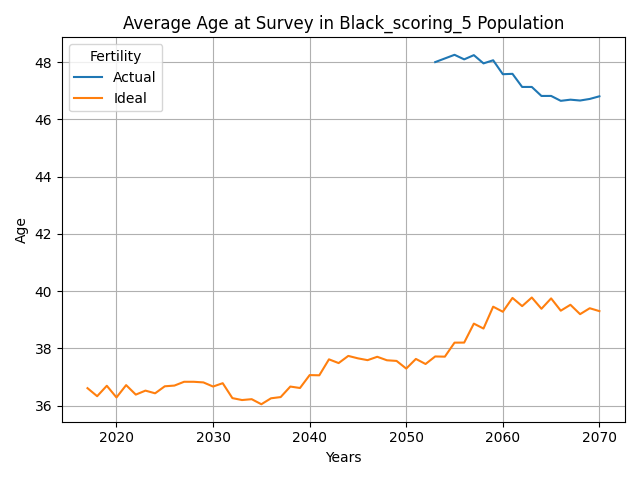 Average Age at Survey in Black_scoring_5 Population
Fertility
Actual
Ideal
Age
48
46
44
42
40
38
36
2020
2030
2040
2050
2060
2070
Years